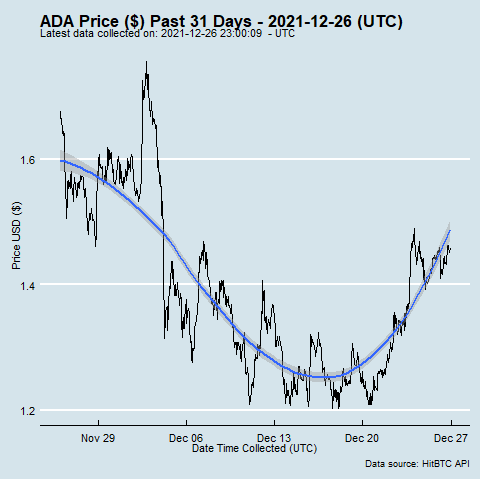 ADA Price ($) Past 31 Days - 2021-12-26 (UTC)
Latest data collected on: 2021-12-26 23:00:09 - UTC
Price USD ($)
1.6
1.4
1.2
Nov 29 Dec 06 Dec 13 Dec 20 Dec 27
Date Time Collected (UTC)
Data source: HitBTC API